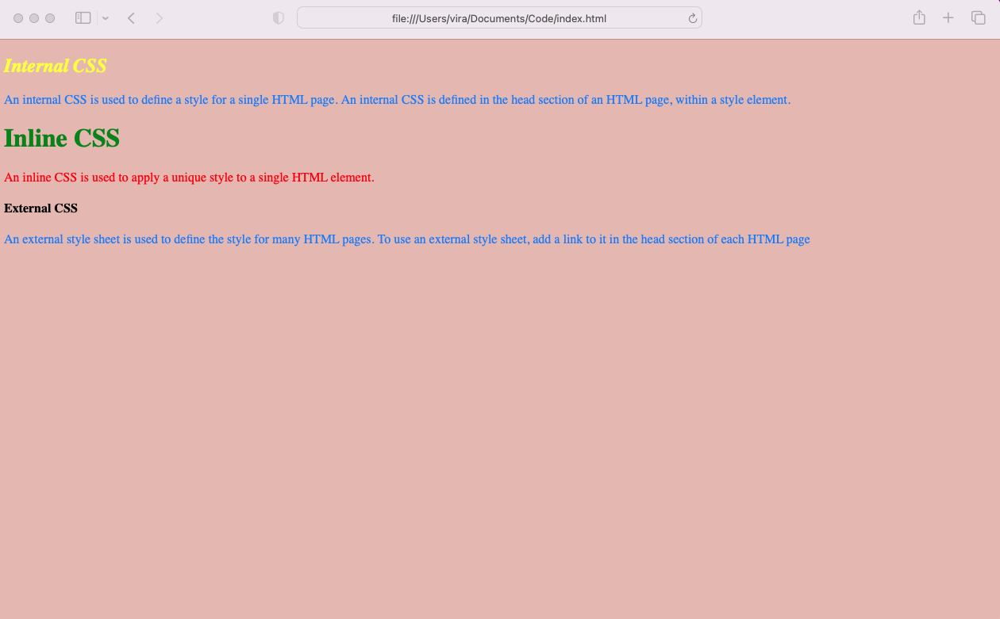 file:///Users/vira/Documents/Code/index.html
Internal CSS
An internal CSS is used to define a style for a single HTML page. An internal CSS is defined in the head section of an HTML page, within a style element.
Inline CSS
An inline CSS is used to apply a unique style to a single HTML element.
External CSS
An external style sheet is used to define the style for many HTML pages. To use an external style sheet, add a link to it in the head section of each HTML page